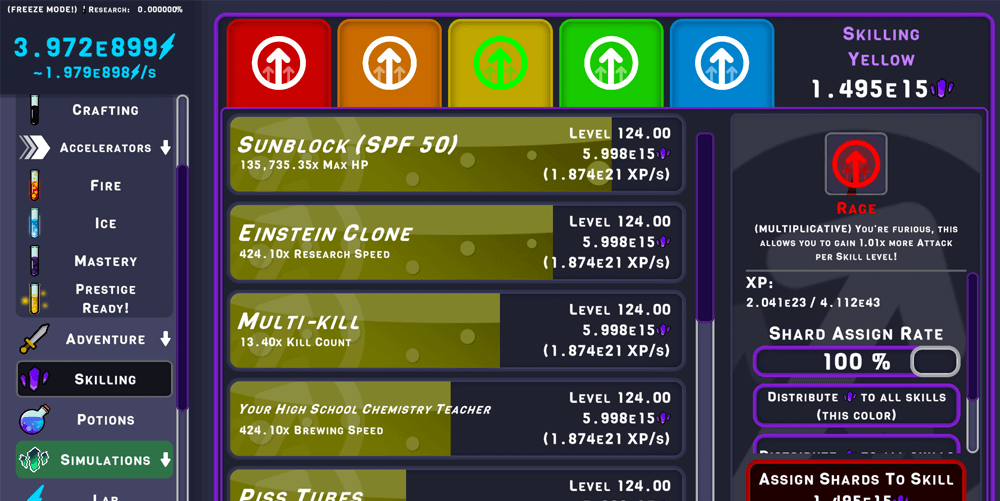 (FREEZE MODE!) ' RESEARCH: 0.000000%
3.972E899
~1.979E898/s
CRAFTING
ACCELERATORS
FIRE
ICE
MASTERY
PRESTIGE
READY!
ADVENTURE
SKILLING
POTIONS
SIMULATIONS
LAB
SKILLING
YELLOW
1.495E15
SUNBLOCK (SPF 50)
135,735.35x MAX HP
LEVEL 124.00
5.998E15
(1.874E21 XP/s)
EINSTEIN CLONE
424.10x RESEARCH SPEED
LEVEL 124.00
5.998E15
(1.874E21 XP/s)
MULTI-KILL
13.40x KILL COUNT
LEVEL 124.00
5.998E15
(1.874E21 XP/s)
YOUR HIGH SCHOOL CHEMISTRY TEACHER
424.10x BREWING SPEED
LEVEL 124.00
5.998E15
(1.874E21 XP/s)
PISS TUBES
LEVEL 124.00
RAGE
(MULTIPLICATIVE) YOU'RE FURIOUS, THIS
ALLOWS YOU TO GAIN 1.01x MORE ATTACK
PER SKILL LEVEL!
XP:
2.041E23 / 4.112E43
SHARD ASSIGN RATE
100 %
DISTRIBUTE TO ALL SKILLS
(THIS COLOR)
DISTRIBUTE TO ALL SKILLS
ASSIGN SHARDS TO SKILL
1.495E15